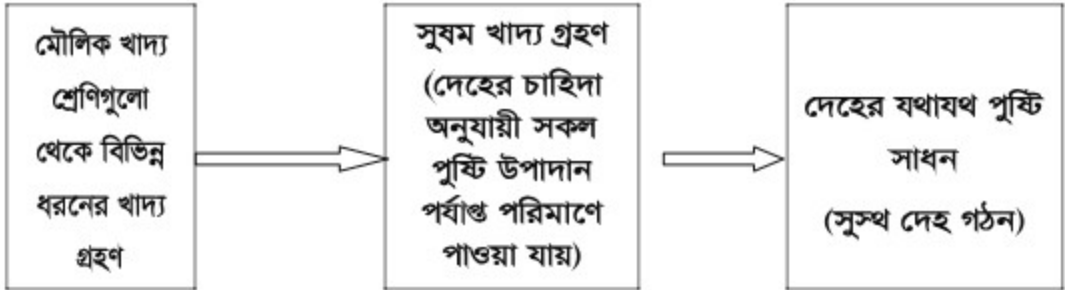 মৌলিক খাদ্য
শ্রেণিগুলো
থেকে বিভিন্ন
ধরনের খাদ্য
গ্রহণ
সুষম খাদ্য গ্রহণ
(দেহের চাহিদা
অনুযায়ী সকল
পুষ্টি উপাদান
পর্যাপ্ত পরিমাণে
পাওয়া যায়)
দেহের যথাযথ পুষ্টি
সাধন
(সুস্থ দেহ গঠন)